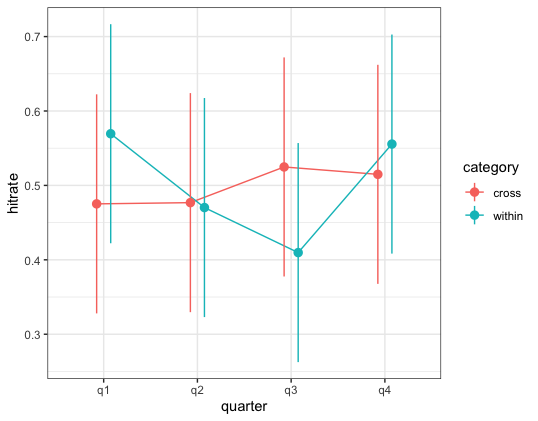 0.7
0.6
0.5
0.4
0.3
hitrate
q1 q2 q3 q4
quarter
category
cross
within